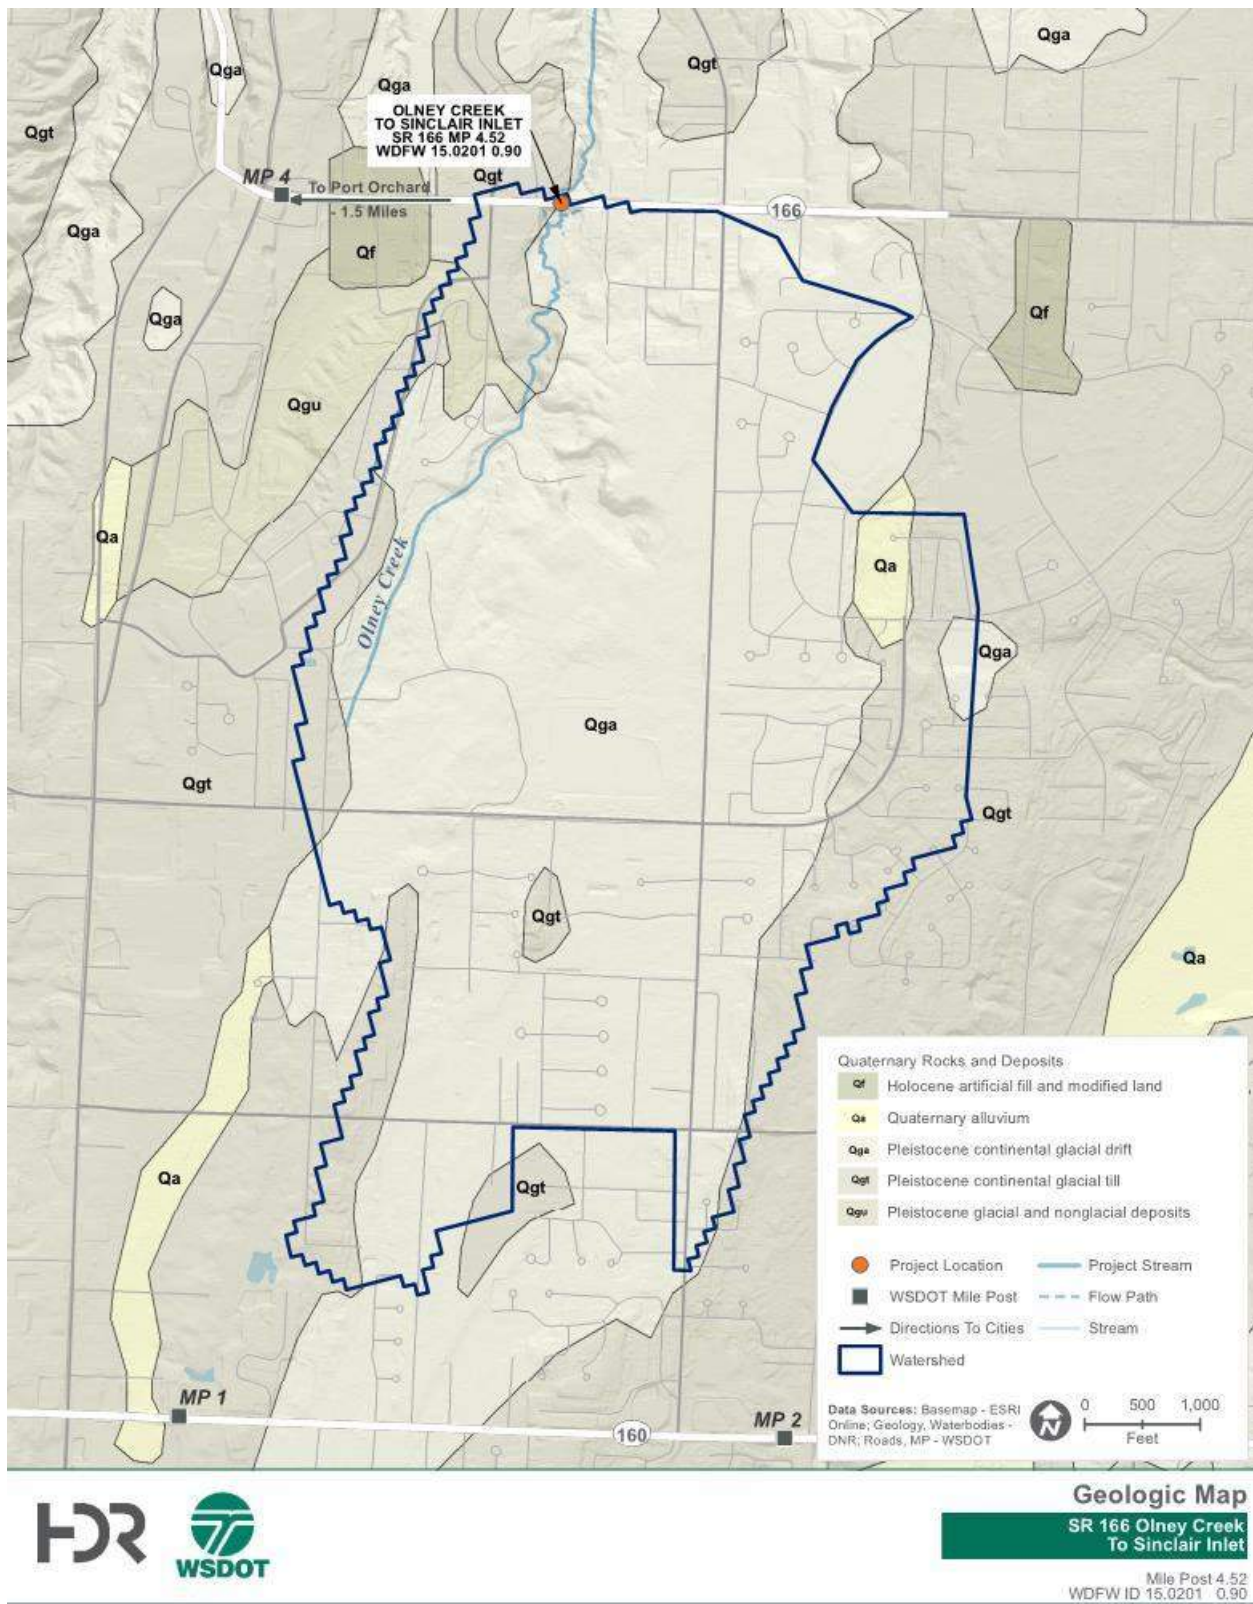 Qga
Qgt
Qga
Qga
Qgt
OLNEY CREEK
TO SINCLAIR INLET
SR 166 MP 4.52
WDFW 15.0201 0.90
MP 4
To Port Orchard
- 1.5 Miles
Qgt
166
Qga
Qf
Qga
Qf
Qgu
Qa
Olney Creek
Qa
Qga
Qga
Qgt
Qgt
Qgt
Qa
Qa
Qgt
MP 1
160
MP 2
Quaternary Rocks and Deposits
Qf Holocene artificial fill and modified land
Qa Quaternary alluvium
Qga Pleistocene continental glacial drift
Qgt Pleistocene continental glacial till
Qgu Pleistocene glacial and nonglacial deposits
Project Location Project Stream
WSDOT Mile Post Flow Path
Directions To Cities Stream
Watershed
Data Sources: Basemap - ESRI
Online; Geology, Waterbodies -
DNR; Roads, MP - WSDOT
N
0 500 1,000
Feet
HDR
WSDOT
Geologic Map
SR 166 Olney Creek
To Sinclair Inlet
Mile Post 4.52
WDFW ID 15.0201 0.90